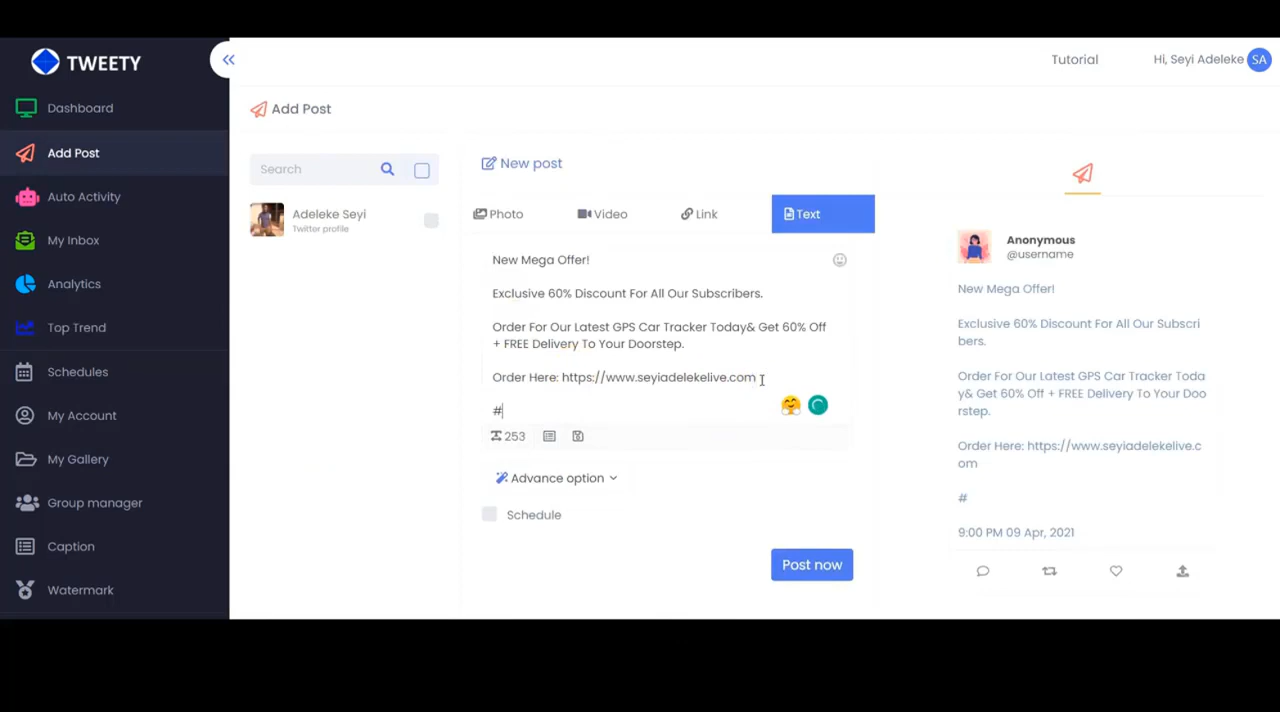 TWEETY
Tutorial
Hi, Seyi Adeleke
SA
Dashboard
Add Post
Auto Activity
My Inbox
Analytics
Top Trend
Schedules
My Account
My Gallery
Group manager
Caption
Watermark
Add Post
Search
Adeleke Seyi
Twitter profile
New post
Photo
Video
Link
Text
New Mega Offer!
Exclusive 60% Discount For All Our Subscribers.
Order For Our Latest GPS Car Tracker Today& Get 60% Off
+ FREE Delivery To Your Doorstep.
Order Here: https://www.seyiadelekelive.com
#
253
Advance option
Schedule
Post now
Anonymous
@username
New Mega Offer!
Exclusive 60% Discount For All Our Subscri
bers.
Order For Our Latest GPS Car Tracker Toda
y& Get 60% Off + FREE Delivery To Your Doo
rstep.
Order Here: https://www.seyiadelekelive.c
om
#
9:00 PM 09 Apr, 2021